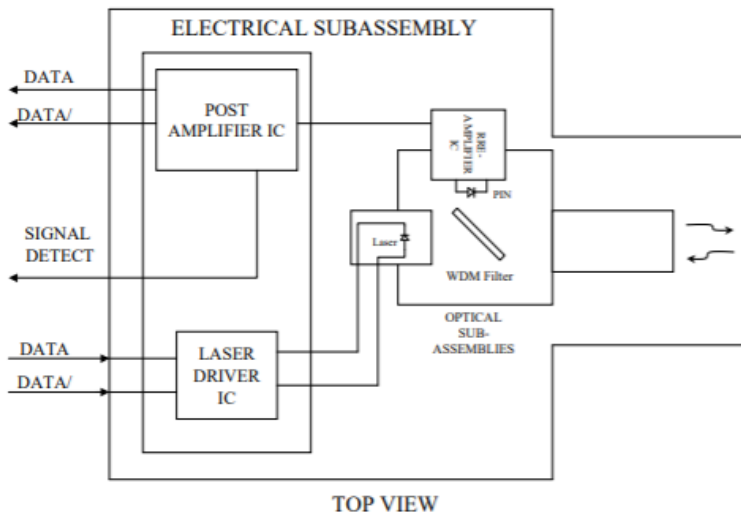 ELECTRICAL SUBASSEMBLY
DATA
DATA/
POST
AMPLIFIER IC
RRE-
AMPLIFIER
IC
PIN
SIGNAL
DETECT
Laser
WDM Filter
OPTICAL
SUB-
ASSEMBLIES
DATA
DATA/
LASER
DRIVER
IC
TOP VIEW